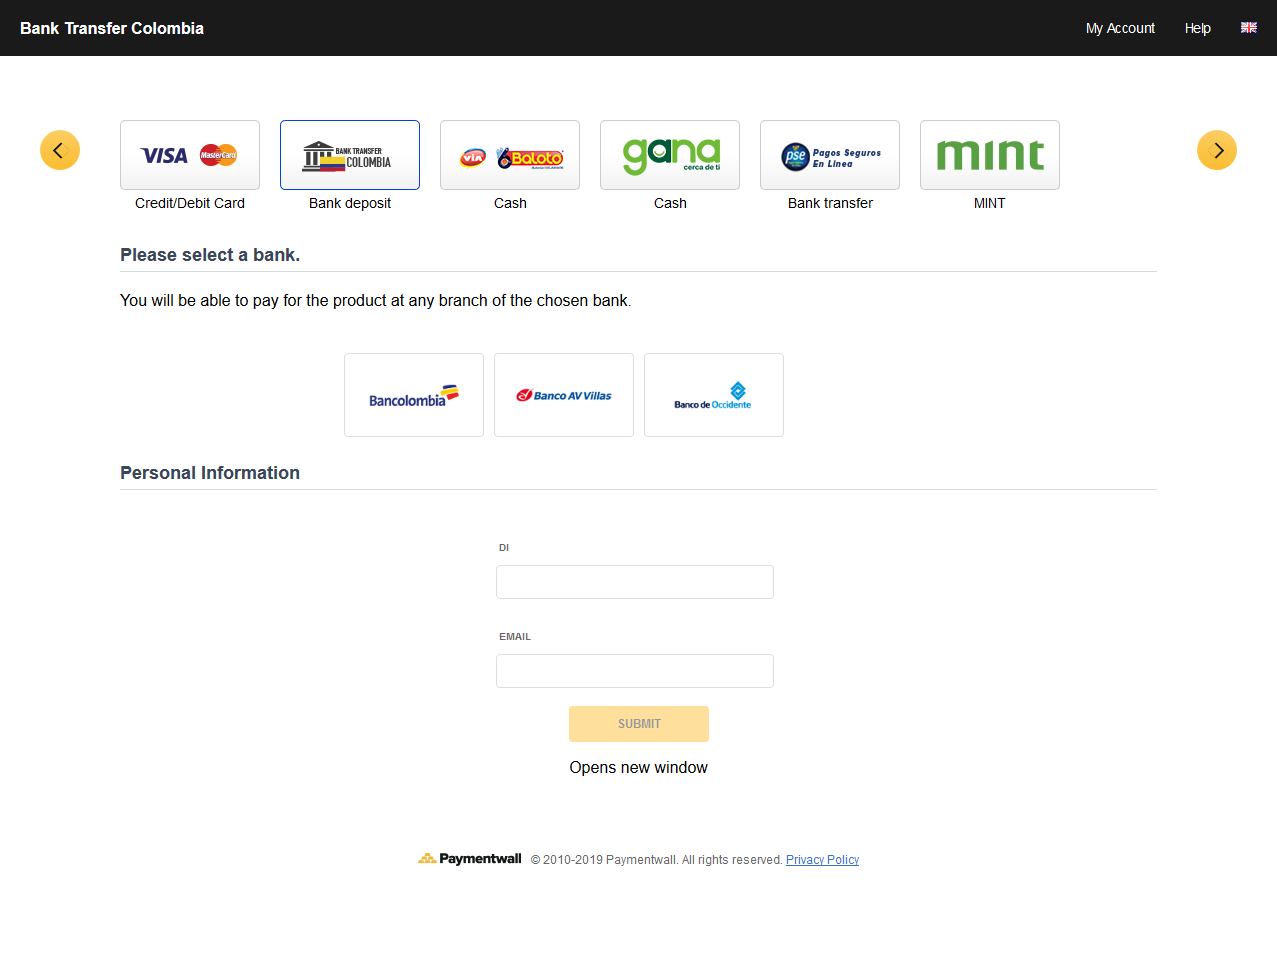 Bank Transfer Colombia
My Account Help
VISA MasterCard
BANK TRANSFER
COLOMBIA
VIA Baloto
gana
cerca de ti
pse Pagos Seguros
En Linea
mint
Credit/Debit Card
Bank deposit
Cash
Cash
Bank transfer
MINT
Please select a bank.
You will be able to pay for the product at any branch of the chosen bank.
Bancolombia
Banco AV Villas
Banco de Occidente
Personal Information
DI
EMAIL
SUBMIT
Opens new window
Paymentwall © 2010-2019 Paymentwall. All rights reserved. Privacy Policy